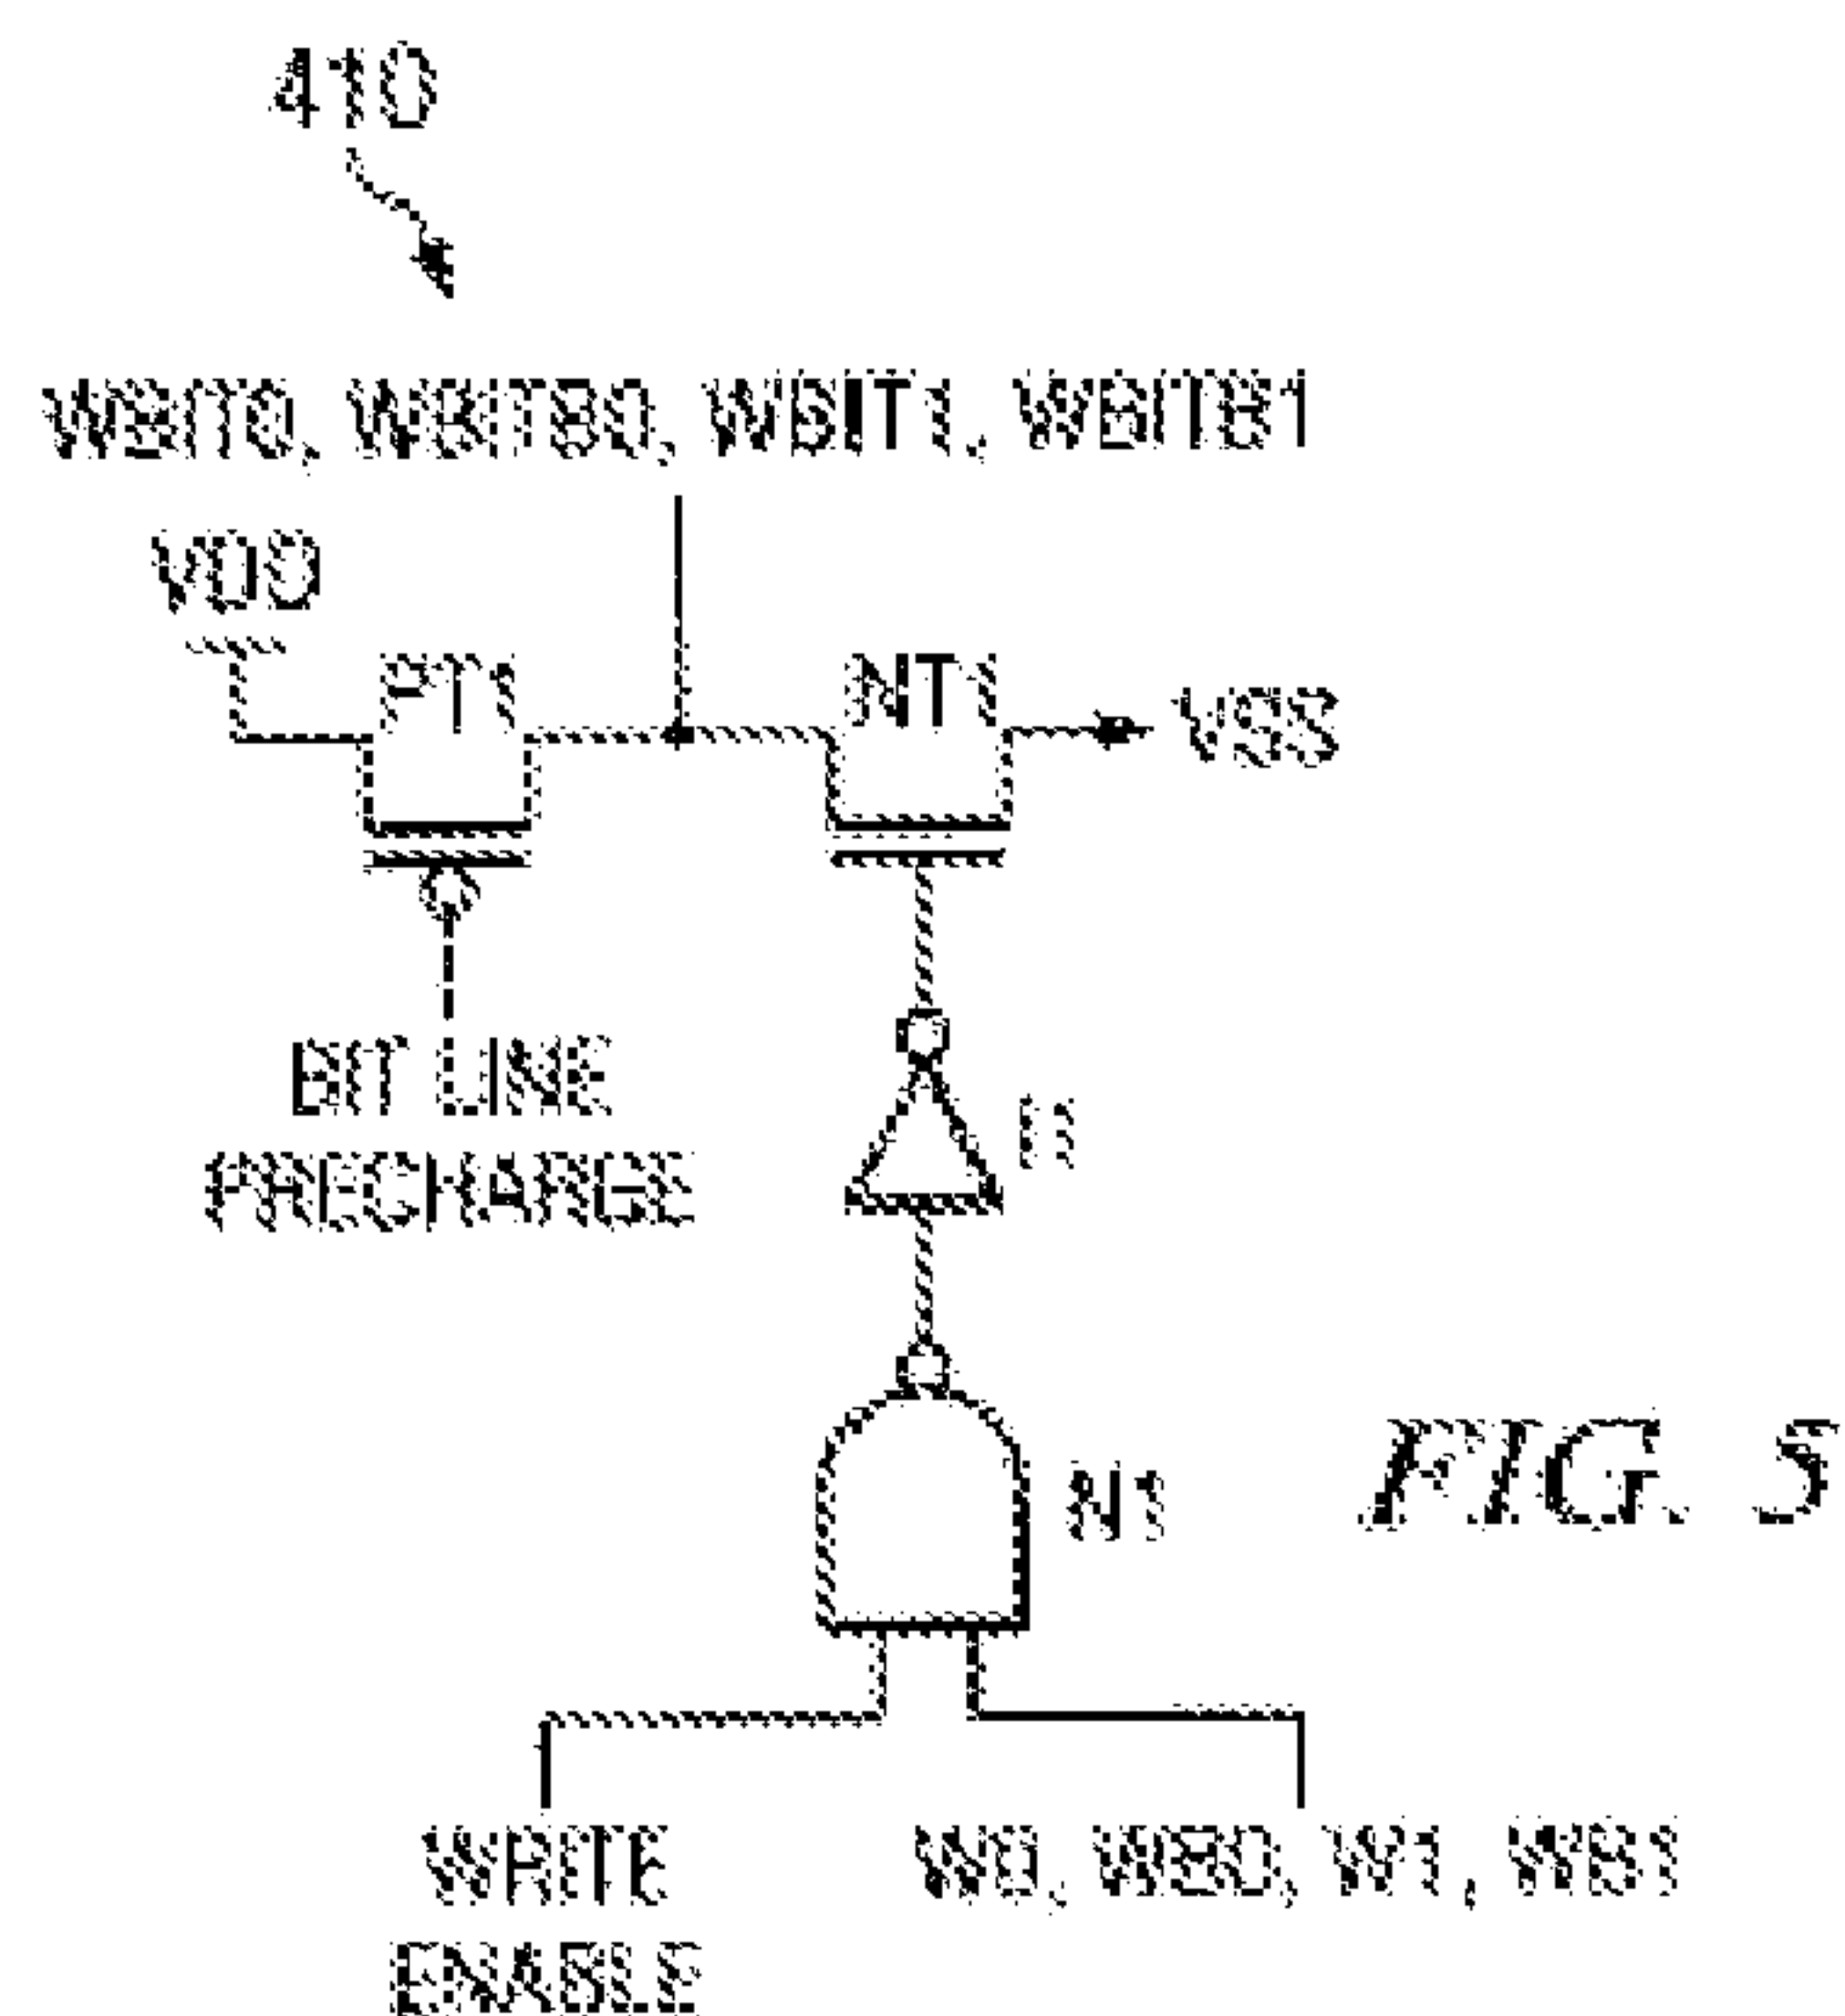 410
WBIT0, WBITB0, WBIT1, WBITB1
VDD
PT1
NT1
VSS
BIT LINE
PRECHARGE
I1
N1
FIG. 5
WRITE
ENABLE
W0, WB0, W1, WB1